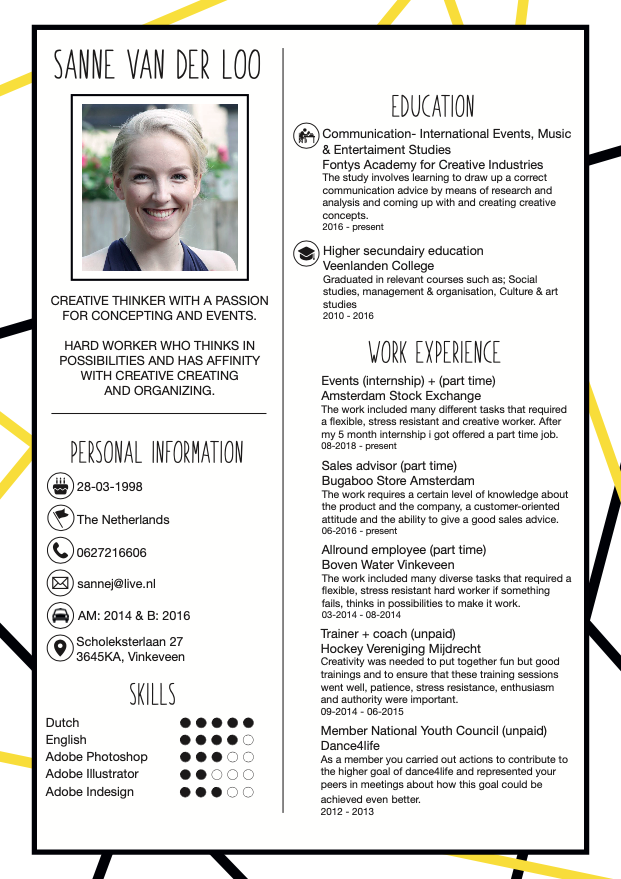 SANNE VAN DER LOO
CREATIVE THINKER WITH A PASSION
FOR CONCEPTING AND EVENTS.
HARD WORKER WHO THINKS IN
POSSIBILITIES AND HAS AFFINITY
WITH CREATIVE CREATING
AND ORGANIZING.
PERSONAL INFORMATION
28-03-1998
The Netherlands
0627216606
sannej@live.nl
AM: 2014 & B: 2016
Scholeksterlaan 27
3645KA, Vinkeveen
SKILLS
Dutch
English
Adobe Photoshop
Adobe Illustrator
Adobe Indesign
EDUCATION
Communication- International Events, Music
& Entertaiment Studies
Fontys Academy for Creative Industries
The study involves learning to draw up a correct
communication advice by means of research and
analysis and coming up with and creating creative
concepts.
2016 - present
Higher secundairy education
Veenlanden College
Graduated in relevant courses such as; Social
studies, management & organisation, Culture & art
studies
2010 - 2016
WORK EXPERIENCE
Events (internship) + (part time)
Amsterdam Stock Exchange
The work included many different tasks that required
a flexible, stress resistant and creative worker. After
my 5 month internship i got offered a part time job.
08-2018 - present
Sales advisor (part time)
Bugaboo Store Amsterdam
The work requires a certain level of knowledge about
the product and the company, a customer-oriented
attitude and the ability to give a good sales advice.
06-2016 - present
Allround employee (part time)
Boven Water Vinkeveen
The work included many diverse tasks that required a
flexible, stress resistant hard worker if something
fails, thinks in possibilities to make it work.
03-2014 - 08-2014
Trainer + coach (unpaid)
Hockey Vereniging Mijdrecht
Creativity was needed to put together fun but good
trainings and to ensure that these training sessions
went well, patience, stress resistance, enthusiasm
and authority were important.
09-2014 - 06-2015
Member National Youth Council (unpaid)
Dance4life
As a member you carried out actions to contribute to
the higher goal of dance4life and represented your
peers in meetings about how this goal could be
achieved even better.
2012 - 2013